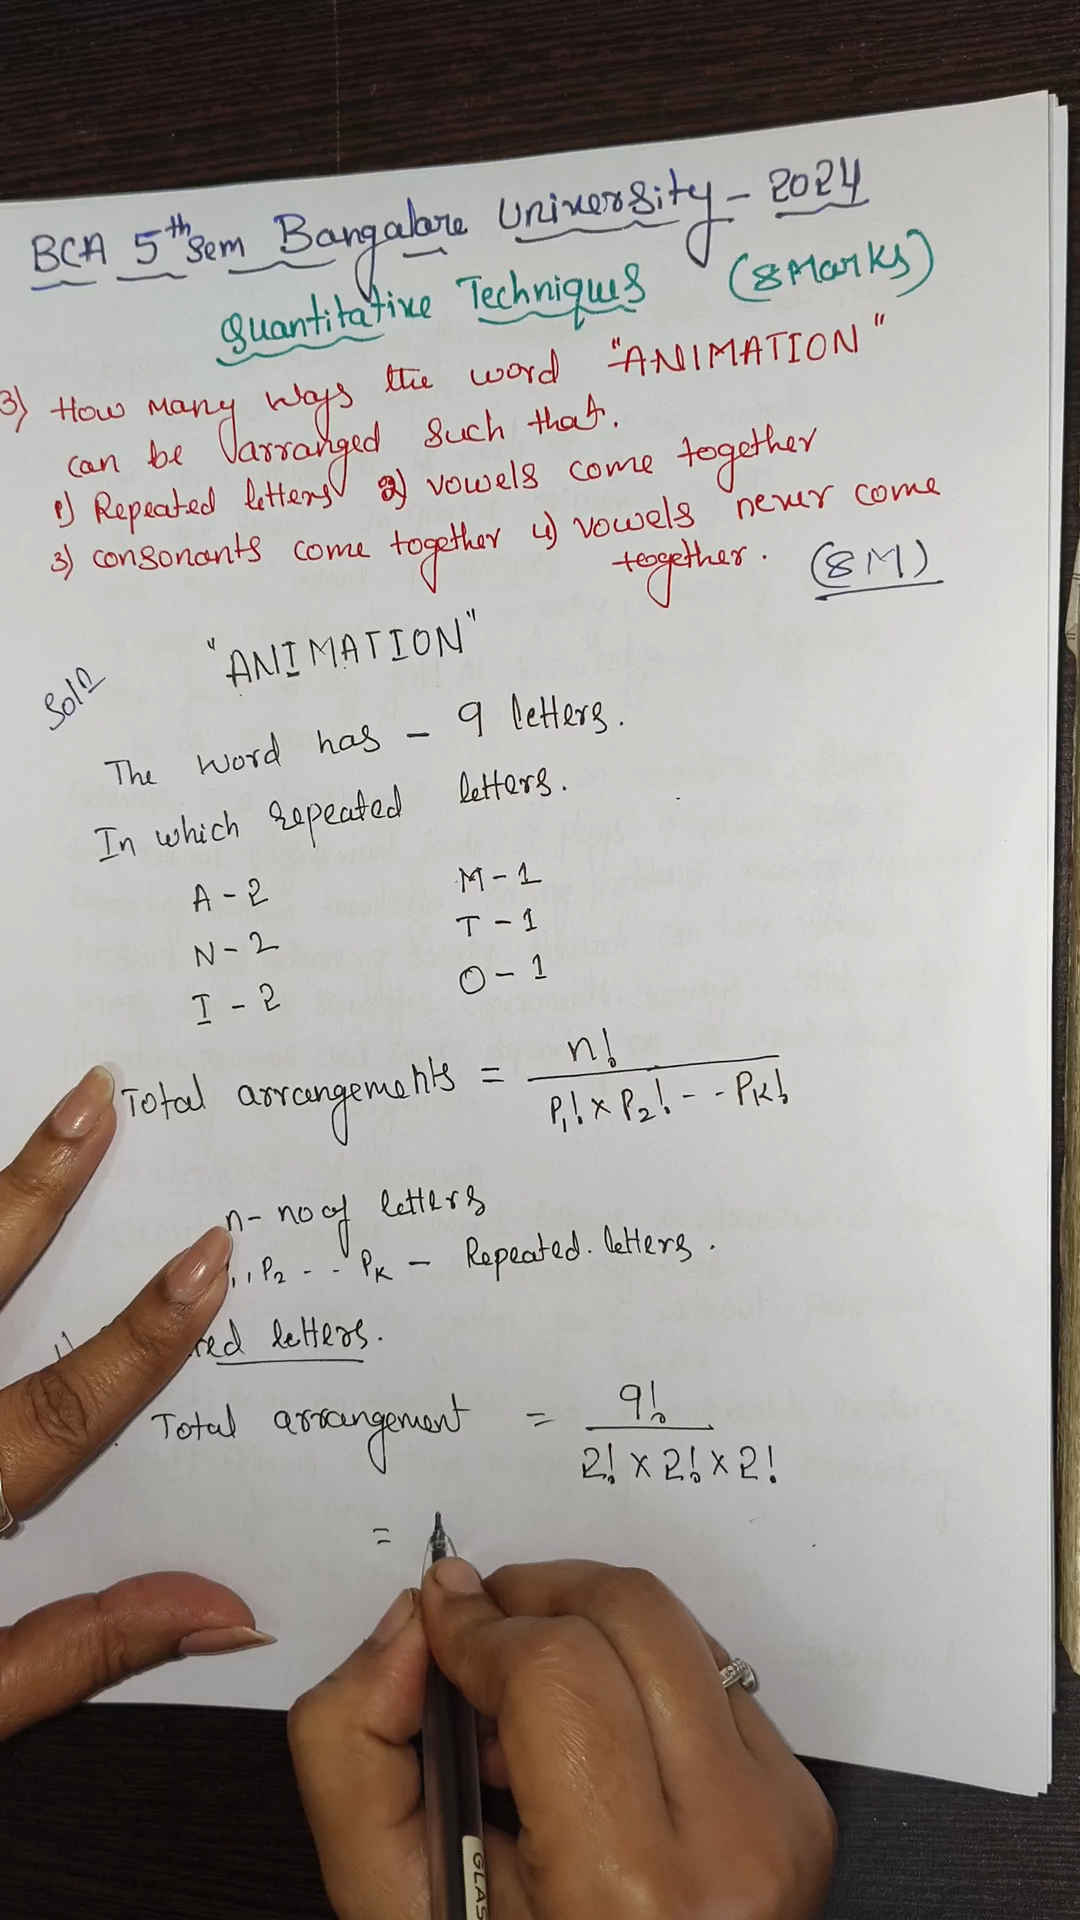 BCA 5th Sem Bangalore University - 2024
Quantitative Techniques (8 Marks)
3) How many ways the word "ANIMATION"
can be arranged such that.
1) Repeated letters 2) vowels come together
3) consonants come together 4) vowels never come
together. (8M)
Soln "ANIMATION"
The word has - 9 letters.
In which repeated letters.
A - 2 M - 1
N - 2 T - 1
I - 2 O - 1
Total arrangements = n! / P1! x P2! - - PK!
n - no of letters
P2 - - PK - Repeated letters.
letters.
Total arrangement = 9! / 2! x 2! x 2!
=
GLAS